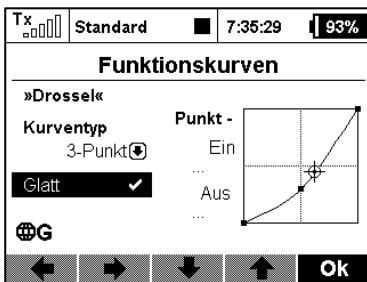 Tx Standard 7:35:29 93%
Funktionskurven
»Drossel«
Kurventyp
3-Punkt
Glatt
Punkt -
Ein
...
Aus
...
G
Ok